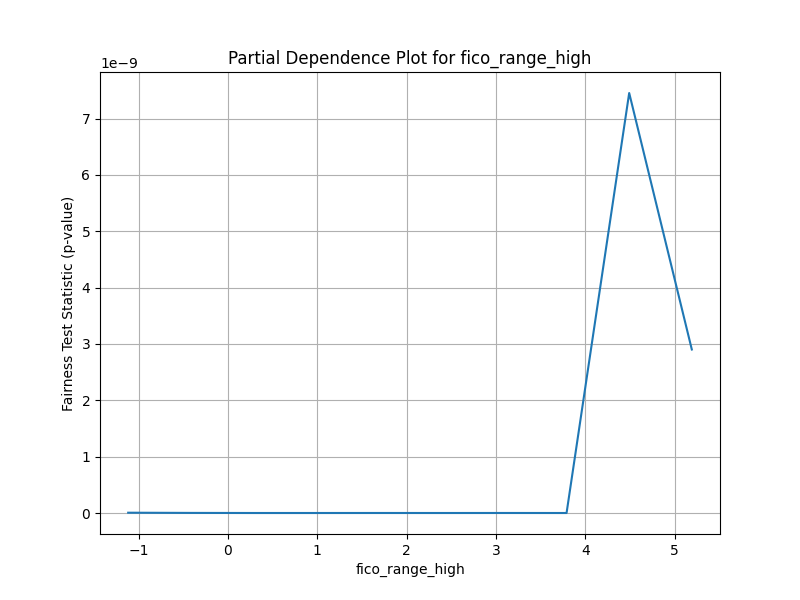 Partial Dependence Plot for fico_range_high
1e−9
7
6
5
4
3
2
1
0
Fairness Test Statistic (p-value)
−1 0 1 2 3 4 5
fico_range_high